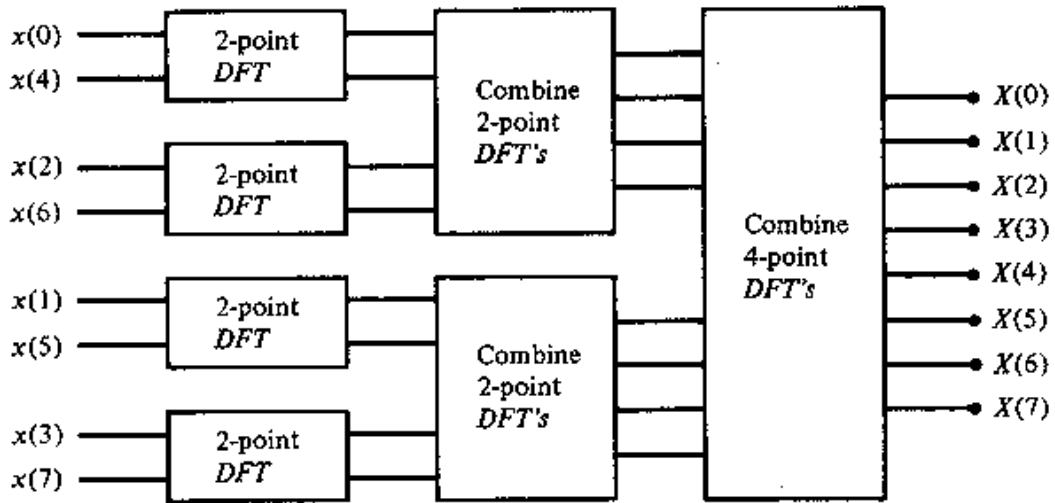 x(0)
x(4)
2-point
DFT
x(2)
x(6)
2-point
DFT
x(1)
x(5)
2-point
DFT
x(3)
x(7)
2-point
DFT
Combine
2-point
DFT's
Combine
2-point
DFT's
Combine
4-point
DFT's
X(0)
X(1)
X(2)
X(3)
X(4)
X(5)
X(6)
X(7)